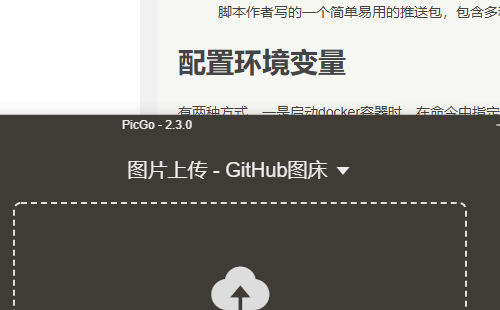 脚本作者写的一个简单易用的推送包，包含多
配置环境变量
有两种方式，一是启动docker容器时，在命令中指定
PicGo - 2.3.0
图片上传 - GitHub图床